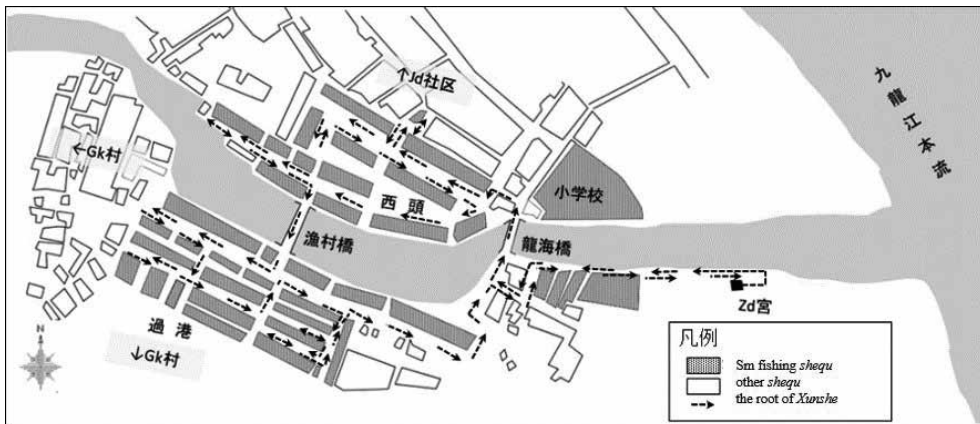 ↑Jd社区
←Gk村
小学校
九龍江本流
西頭
漁村橋
龍海橋
Zd宮
過港
↓Gk村
N
凡例
Sm fishing shequ
other shequ
the root of Xunshe